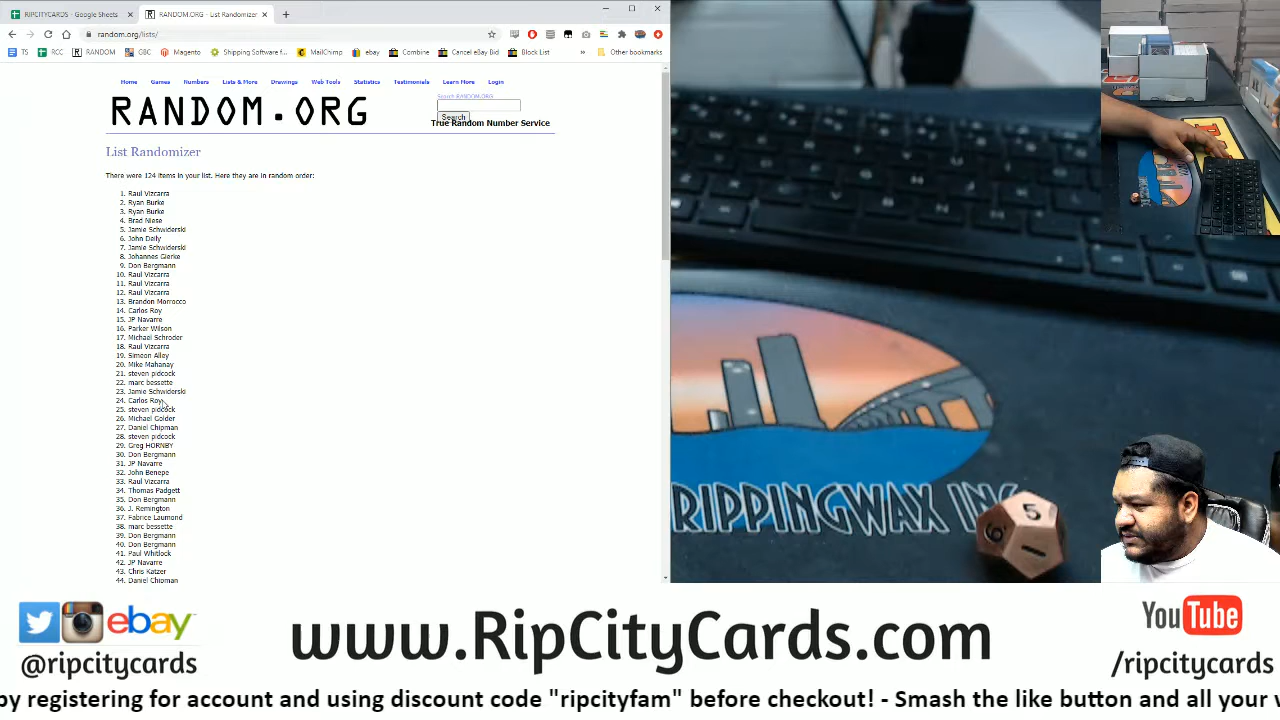 RIPCITYCARDS - Google Sheets
RANDOM.ORG - List Randomizer
random.org/lists/
TS
RCC
RANDOM
GBC
Magento
Shipping Software f...
MailChimp
ebay
Combine
Cancel eBay Bid
Block List
»
Other bookmarks
Home
Games
Numbers
Lists & More
Drawings
Web Tools
Statistics
Testimonials
Learn More
Login
Search RANDOM.ORG
RANDOM.ORG
Search
True Random Number Service
List Randomizer
There were 124 items in your list. Here they are in random order:
1. Raul Vizcarra
2. Ryan Burke
3. Ryan Burke
4. Brad Niese
5. Jamie Schwiderski
6. John Deily
7. Jamie Schwiderski
8. Johannes Gierke
9. Don Bergmann
10. Raul Vizcarra
11. Raul Vizcarra
12. Raul Vizcarra
13. Brandon Morrocco
14. Carlos Roy
15. JP Navarre
16. Parker Wilson
17. Michael Schroder
18. Raul Vizcarra
19. Simeon Alley
20. Mike Mahanay
21. steven pidcock
22. marc bessette
23. Jamie Schwiderski
24. Carlos Roy
25. steven pidcock
26. Michael Golder
27. Daniel Chipman
28. steven pidcock
29. Greg HORNBY
30. Don Bergmann
31. JP Navarre
32. John Benepe
33. Raul Vizcarra
34. Thomas Padgett
35. Don Bergmann
36. J. Remington
37. Fabrice Laumond
38. marc bessette
39. Don Bergmann
40. Don Bergmann
41. Paul Whitlock
42. JP Navarre
43. Chris Katzer
44. Daniel Chipman
RIPPINGWAX INC
5
6
1
ebay
@ripcitycards
www.RipCityCards.com
YouTube
/ripcitycards
by registering for account and using discount code "ripcityfam" before checkout! - Smash the like button and all your